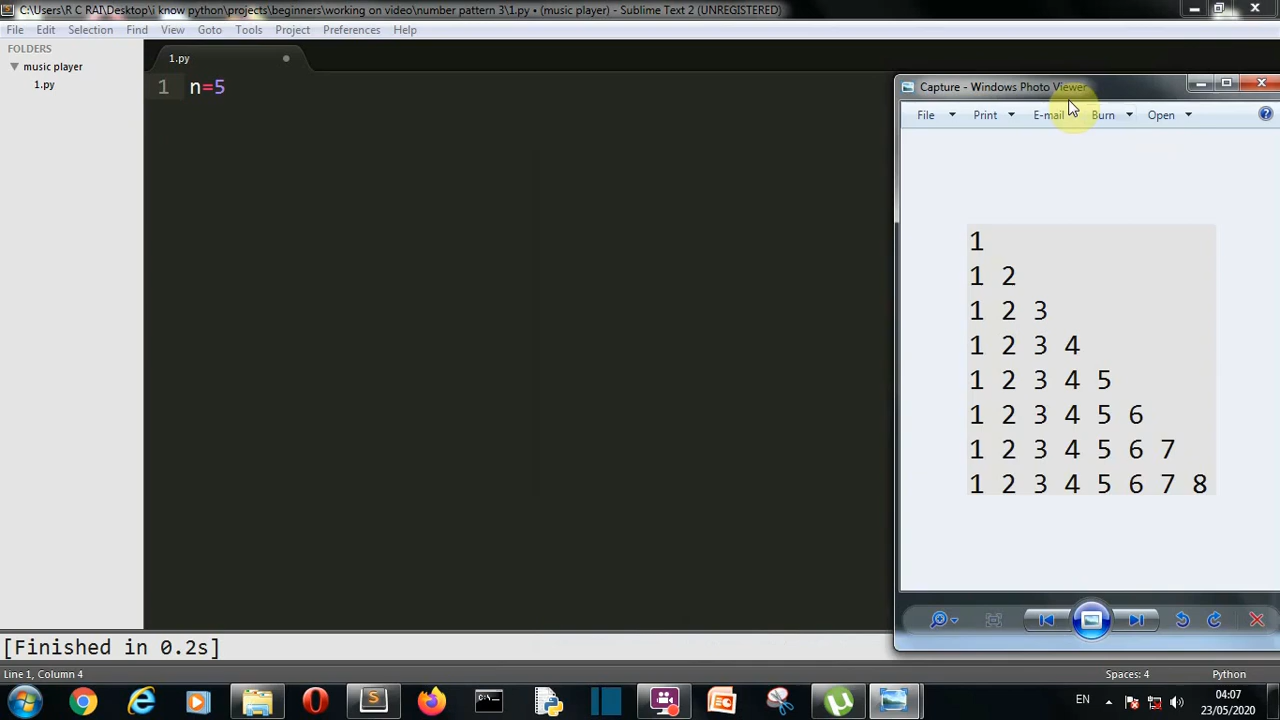 C:\Users\R C RAI\Desktop\i know python\projects\beginners\working on video\number pattern 3\1.py • (music player) - Sublime Text 2 (UNREGISTERED)
File Edit Selection Find View Goto Tools Project Preferences Help
FOLDERS
music player
1.py
1.py
1 n=5
Capture - Windows Photo Viewer
File Print E-mail Burn Open
1
1 2
1 2 3
1 2 3 4
1 2 3 4 5
1 2 3 4 5 6
1 2 3 4 5 6 7
1 2 3 4 5 6 7 8
[Finished in 0.2s]
Line 1, Column 4
Spaces: 4
Python
EN
04:07
23/05/2020